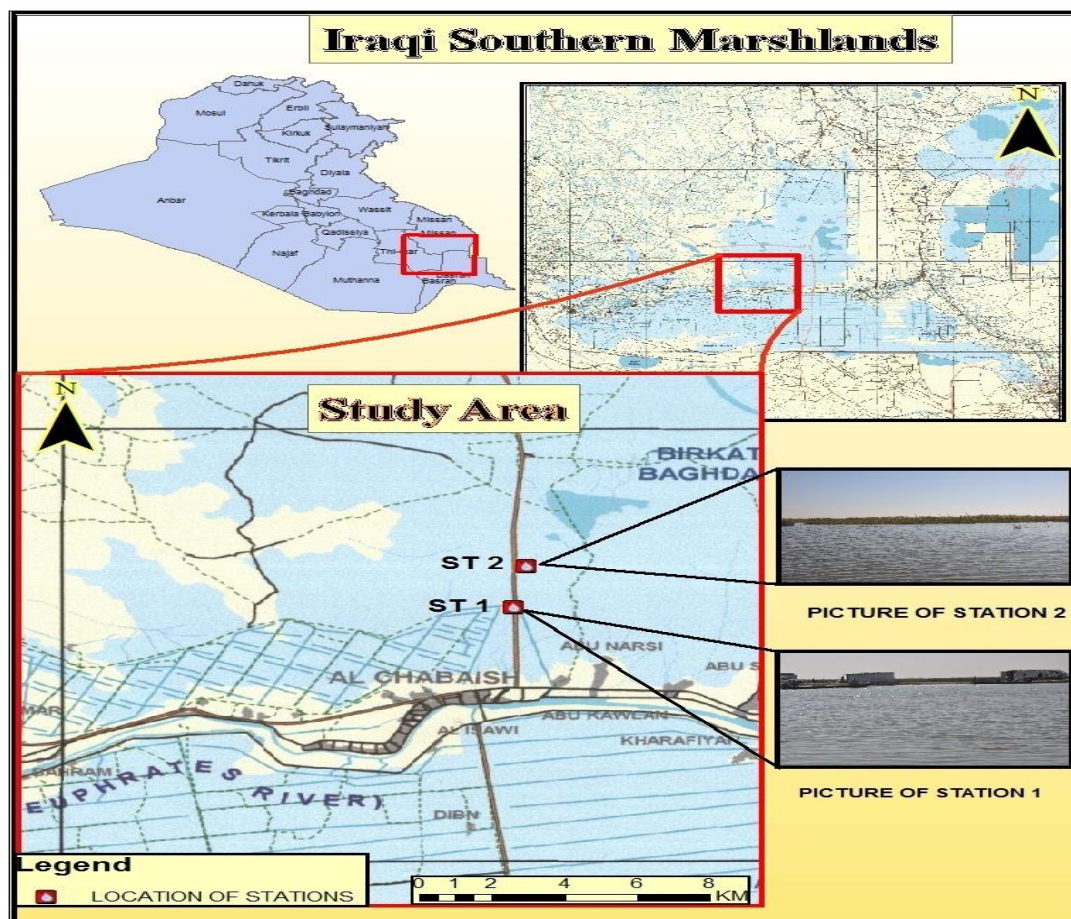 Iraqi Southern Marshlands
Dahuk
Mosul
Erbil
Kirkuk
Sulaymaniyah
Tikrit
Diyala
Baghdad
Anbar
Kerbala
Babylon
Wassit
Missan
Missan
Qadissiya
Najaf
Muthanna
Basrah
N
N
Study Area
BIRKAT
BAGHDA
ST 2
ST 1
PICTURE OF STATION 2
ABU NARSI
ABU S
AL CHABAISH
MAR
ABU KAWLAN
AL ISAWI
KHARAFIYAH
BAHRAM
EUPHRATES RIVER)
DIBN
PICTURE OF STATION 1
Legend
LOCATION OF STATIONS
0 1 2 4 6 8
KM